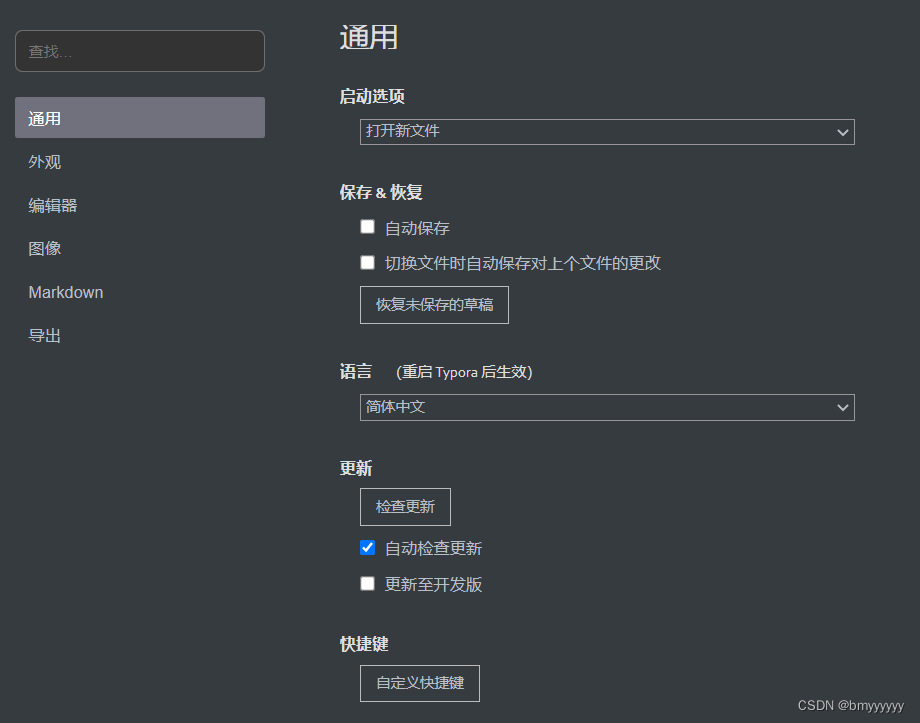 查找...
通用
外观
编辑器
图像
Markdown
导出
通用
启动选项
打开新文件
保存 & 恢复
自动保存
切换文件时自动保存对上个文件的更改
恢复未保存的草稿
语言 (重启 Typora 后生效)
简体中文
更新
检查更新
自动检查更新
更新至开发版
快捷键
自定义快捷键
CSDN @bmyyyyyy